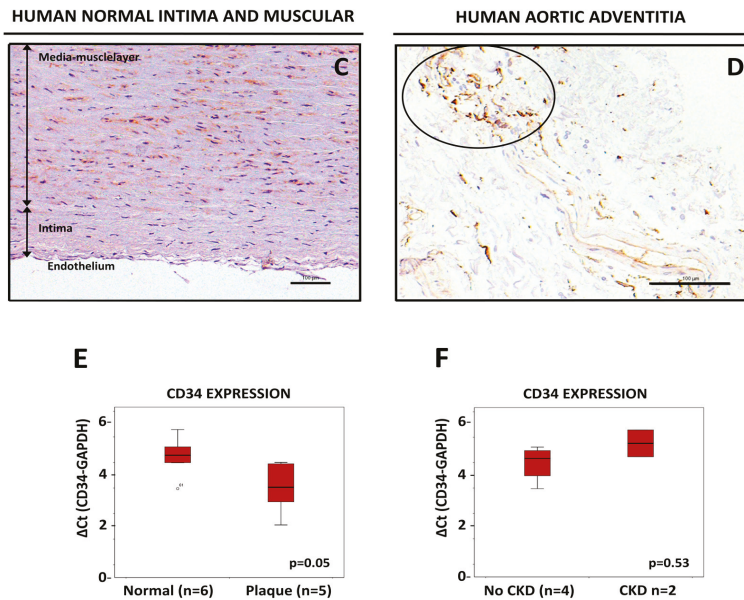 HUMAN NORMAL INTIMA AND MUSCULAR
HUMAN AORTIC ADVENTITIA
Media-musclelayer
C
Intima
Endothelium
100 µm
D
100 µm
E
CD34 EXPRESSION
ΔCt (CD34-GAPDH)
6
4
2
0
p=0.05
Normal (n=6)
Plaque (n=5)
F
CD34 EXPRESSION
ΔCt (CD34-GAPDH)
6
4
2
0
p=0.53
No CKD (n=4)
CKD n=2